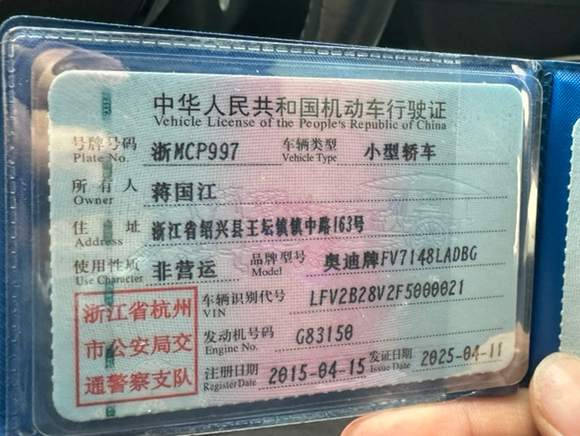 中华人民共和国机动车行驶证
Vehicle License of the People's Republic of China
号牌号码 浙MCP997 车辆类型 小型轿车
Plate No. Vehicle Type
所有人 蒋国江
Owner
住址 浙江省绍兴县王坛镇镇中路163号
Address
使用性质 非营运 品牌型号 奥迪牌FV7148LADBG
Use Character Model
浙江省杭州
市公安局交
通警察支队
车辆识别代号 LFV2B28V2F5000021
VIN
发动机号码 G83150
Engine No.
注册日期 2015-04-15 发证日期 2025-04-11
Register Date Issue Date